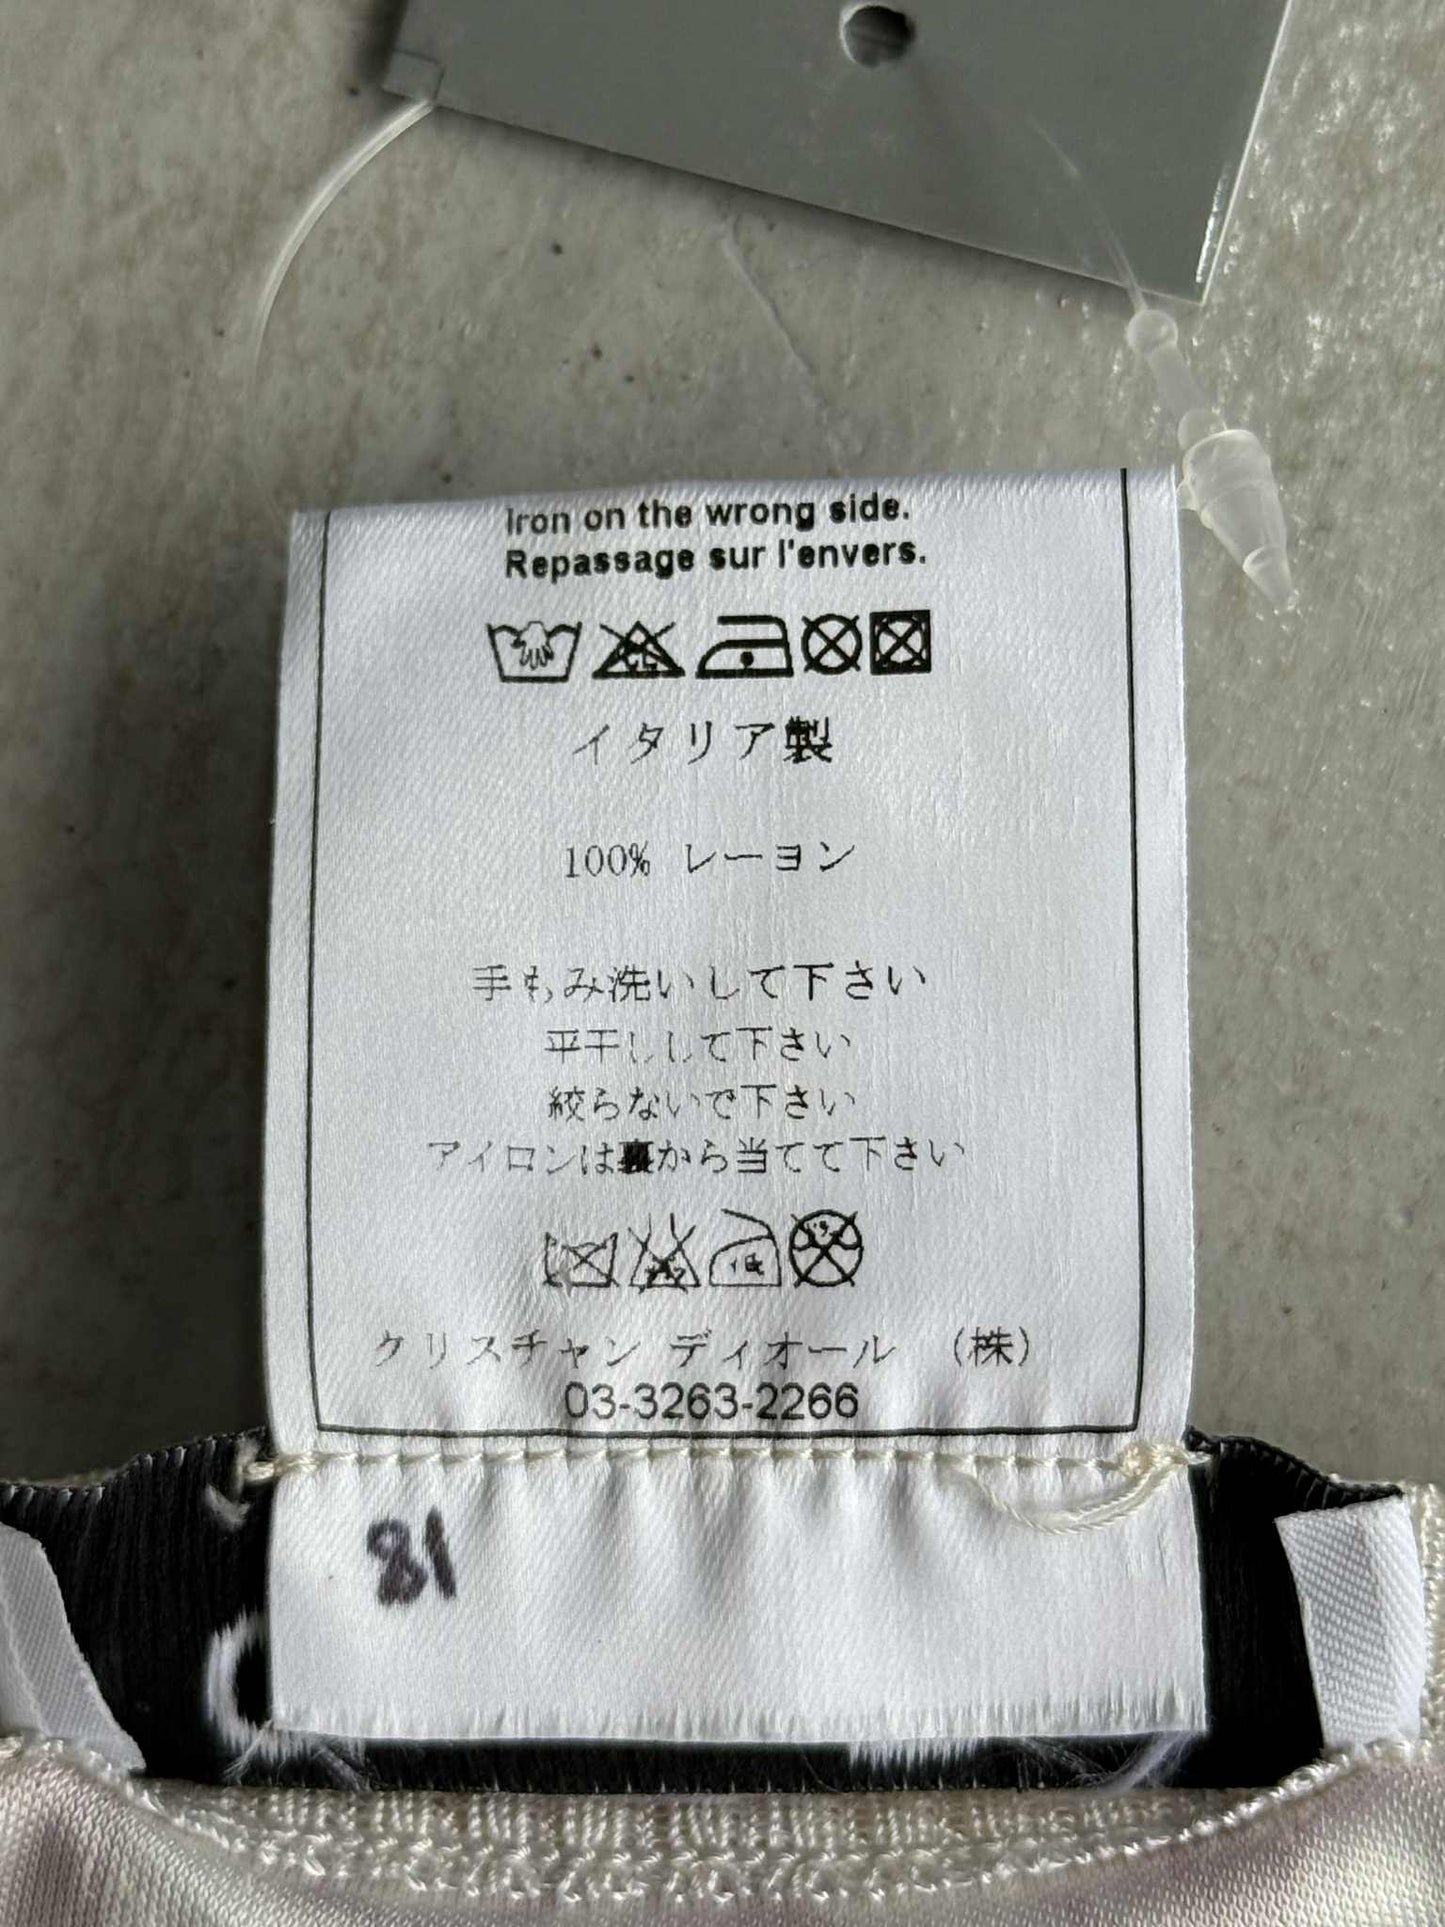 Iron on the wrong side.
Repassage sur l'envers.
CL
イタリア製
100% レーヨン
手もみ洗いして下さい
平干ししして下さい
絞らないで下さい
アイロンは裏から当てて下さい
クリスチャン ディオール (株)
03-3263-2266
81